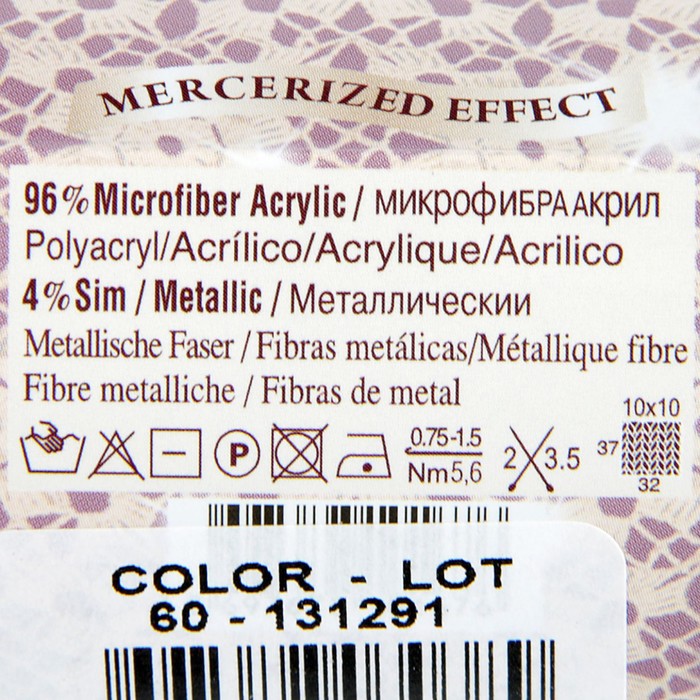 MERCERIZED EFFECT
96% Microfiber Acrylic / МИКРОФИБРА АКРИЛ
Polyacryl/Acrílico/Acrylique/Acrilico
4% Sim / Metallic / Металлическии
Metallische Faser / Fibras metálicas/Métallique fibre
Fibre metalliche / Fibras de metal
P 0.75-1.5 Nm5,6 2 3.5 10x10 37 32
COLOR - LOT
60 - 131291